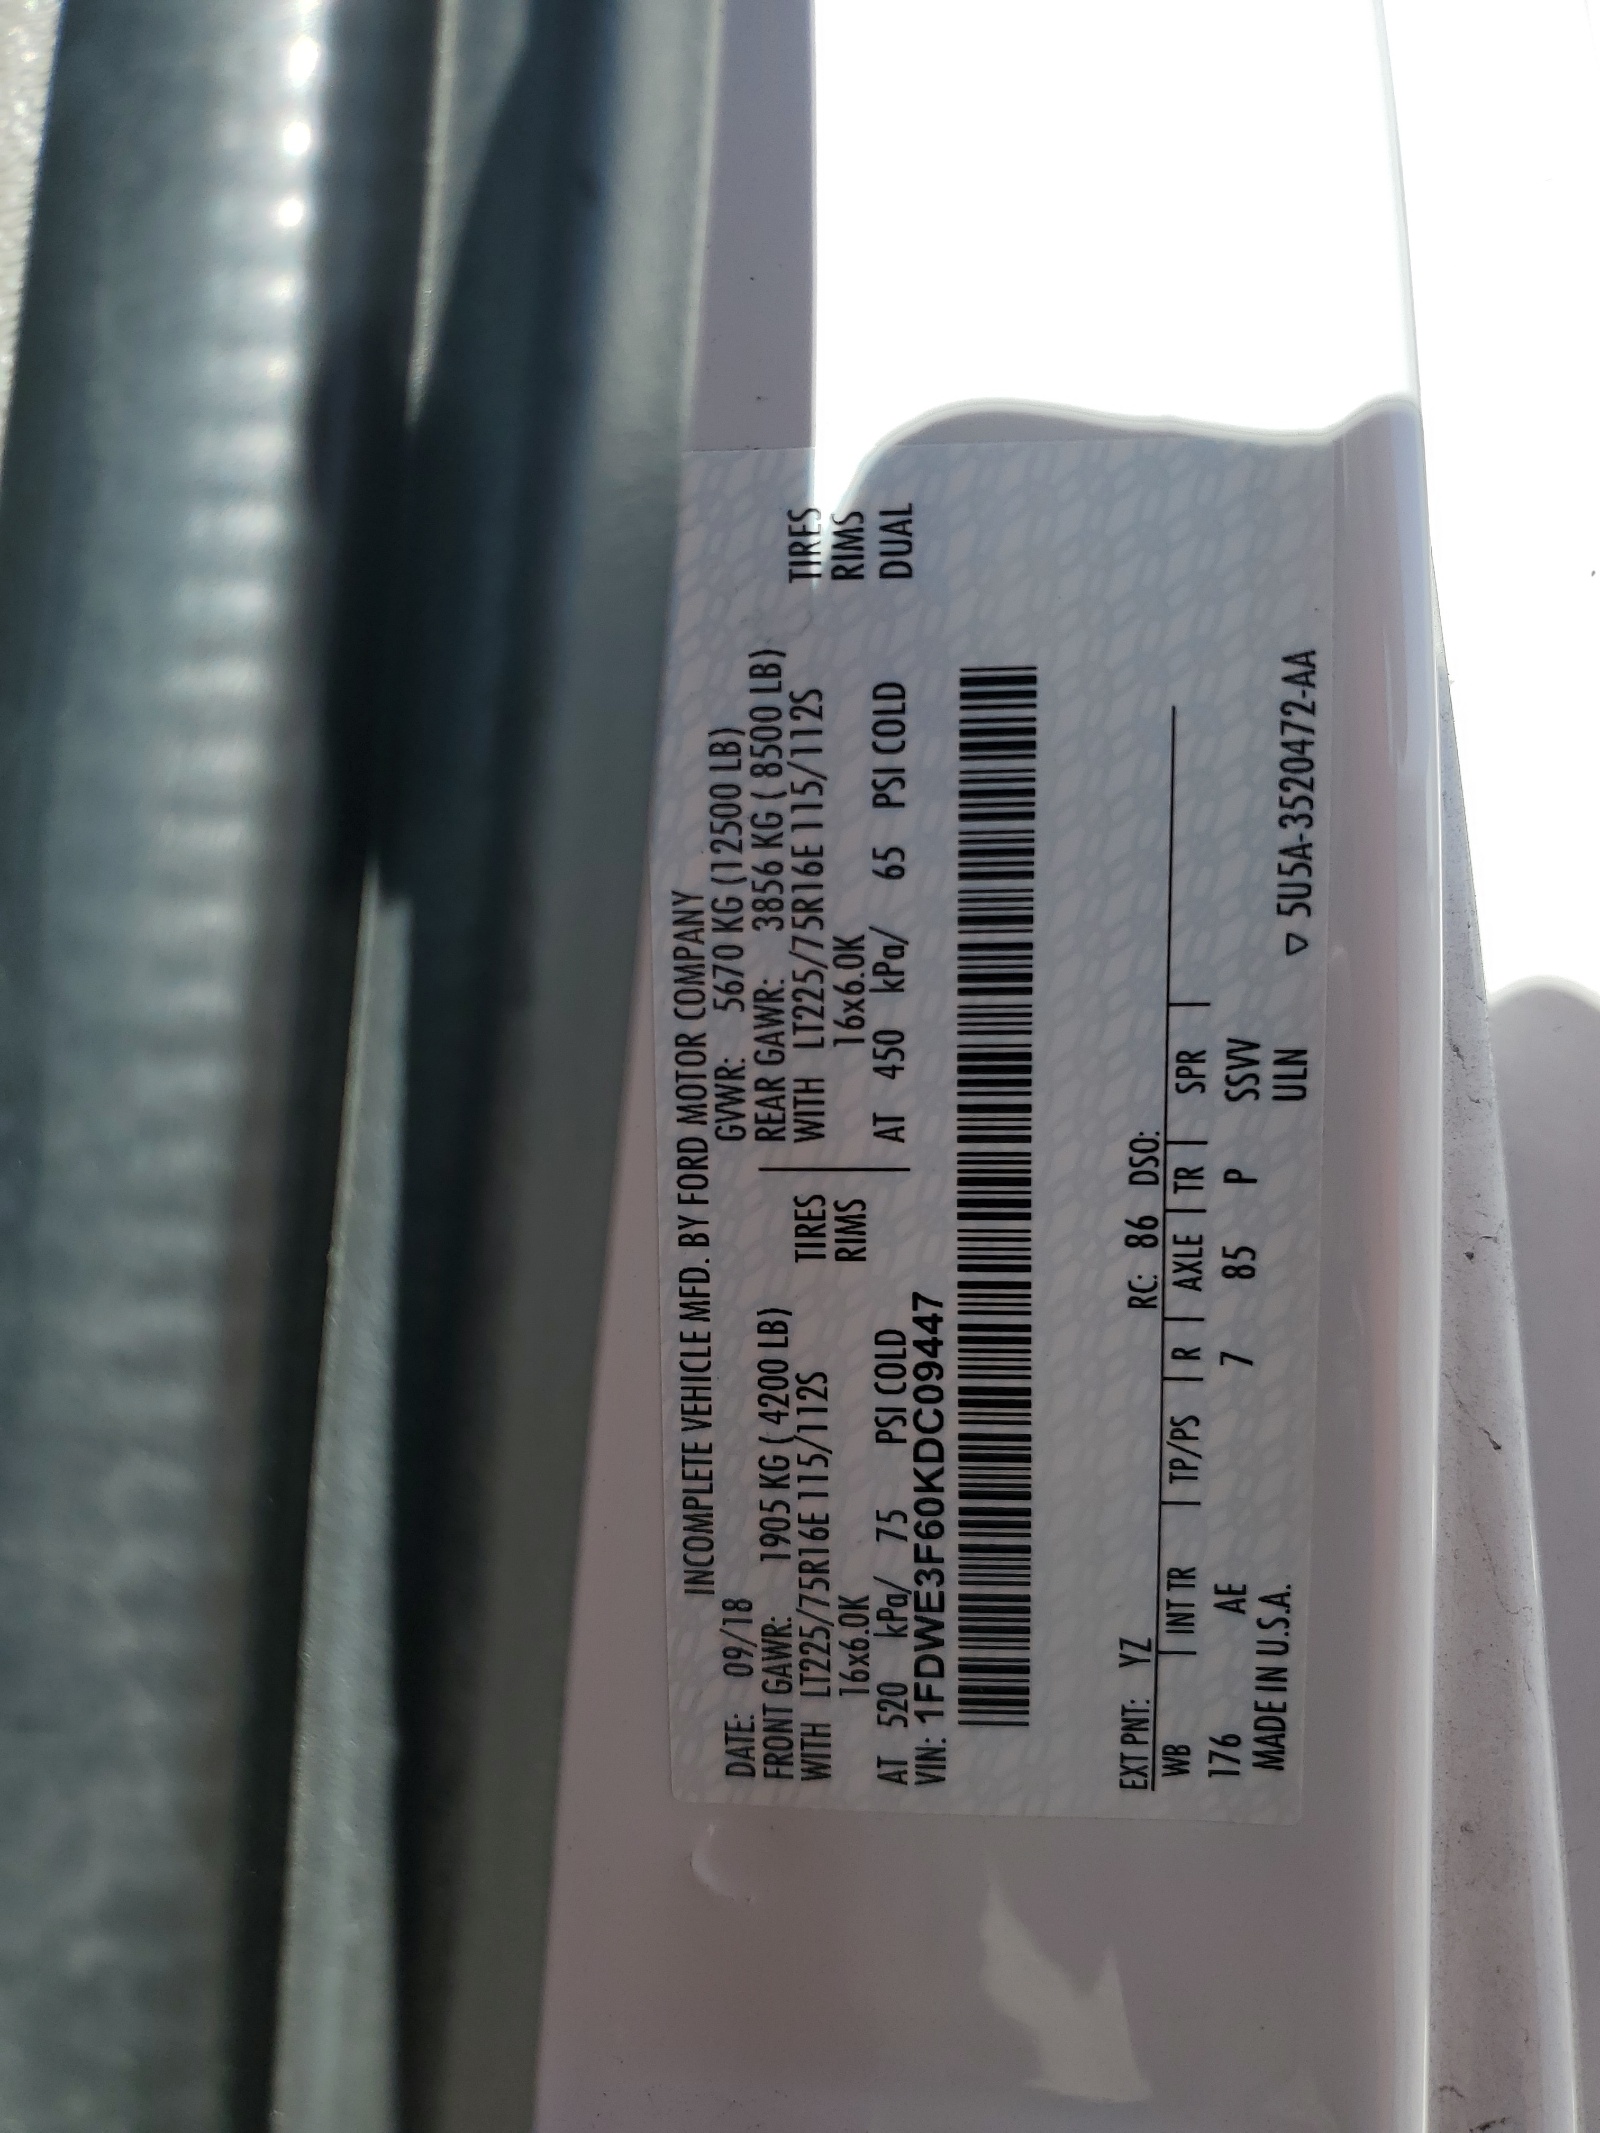 INCOMPLETE VEHICLE MFD. BY FORD MOTOR COMPANY
DATE: 09/18 GVWR: 5670 KG (12500 LB)
FRONT GAWR: 1905 KG ( 4200 LB) REAR GAWR: 3856 KG ( 8500 LB)
WITH LT225/75R16E 115/112S TIRES WITH LT225/75R16E 115/112S TIRES
16x6.0K RIMS 16x6.0K RIMS
AT 520 kPa/ 75 PSI COLD AT 450 kPa/ 65 PSI COLD DUAL
VIN: 1FDWE3F60KDC09447
EXT PNT: YZ RC: 86 DSO:
WB | INT TR | TP/PS | R | AXLE | TR | SPR |
176 AE 7 85 P SSVV
MADE IN U.S.A. ULN ▽ 5U5A-3520472-AA